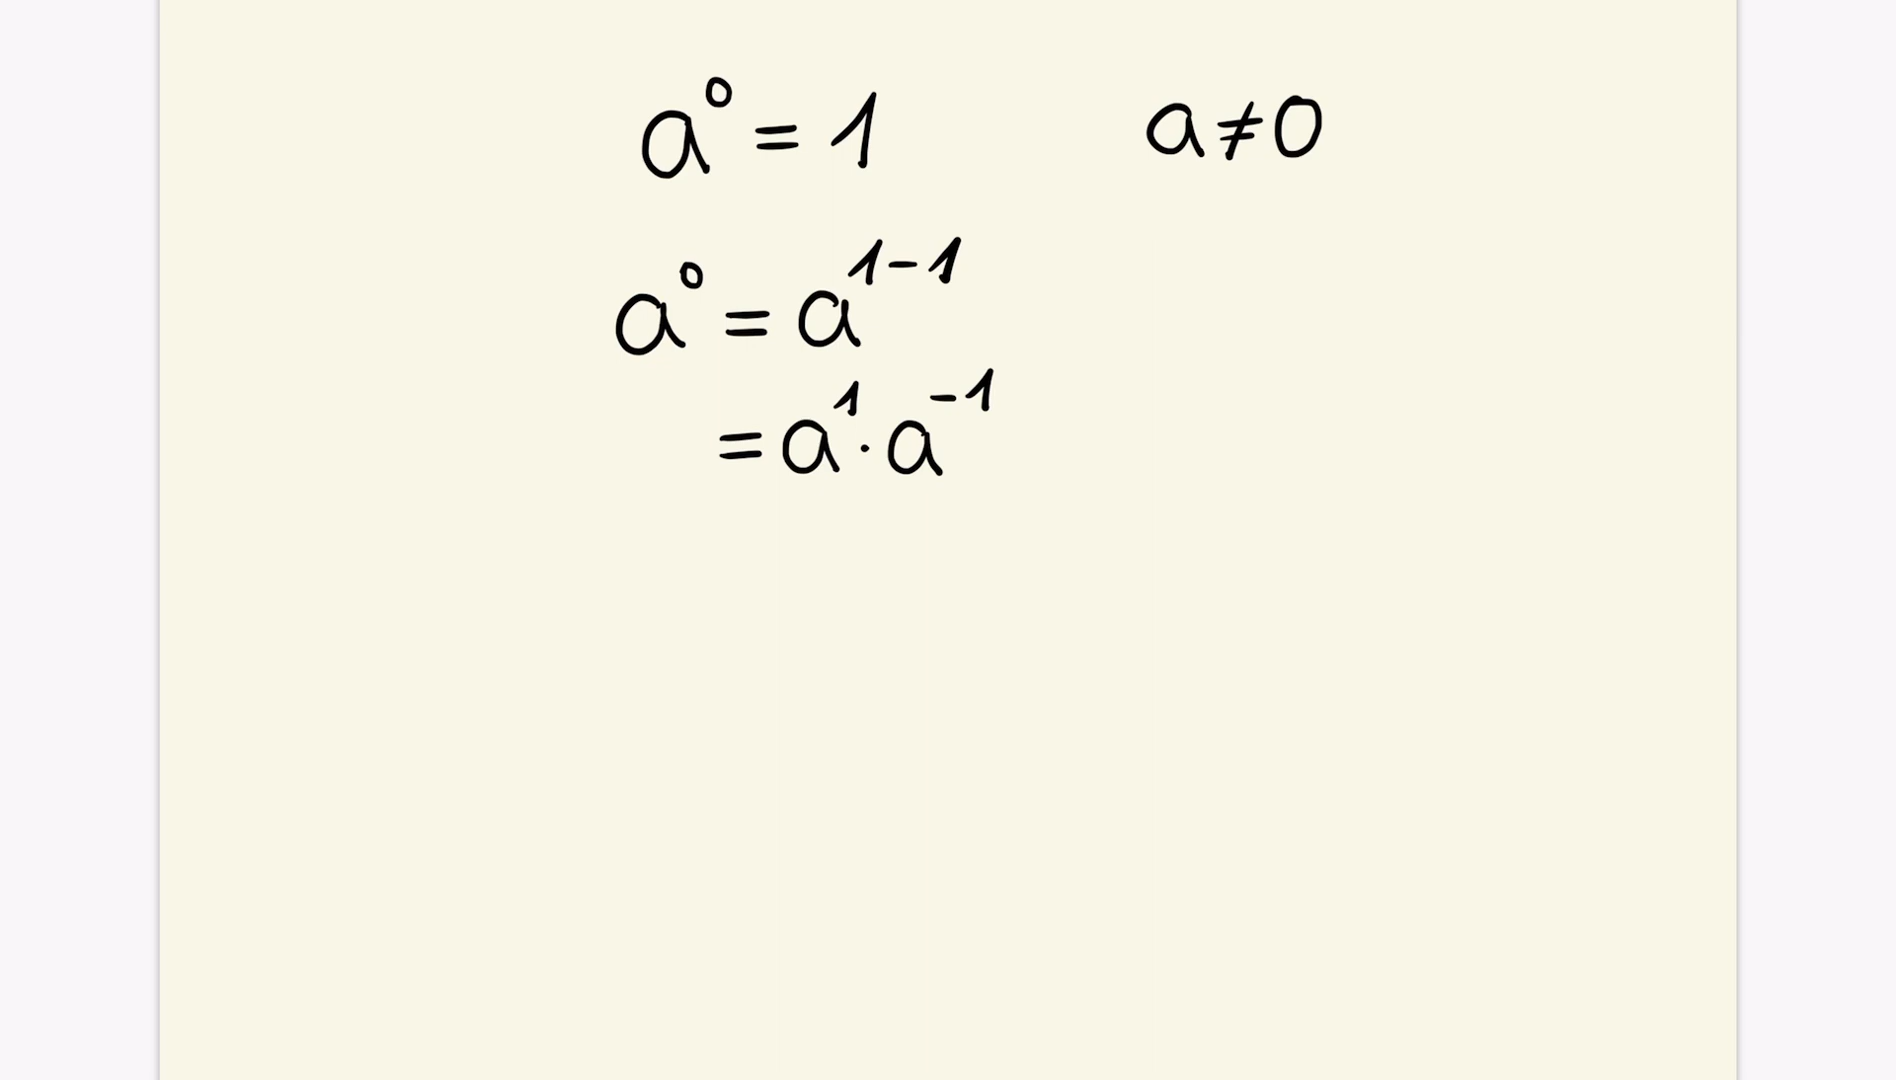 a⁰ = 1 a ≠ 0
a⁰ = a¹⁻¹
= a¹ · a⁻¹